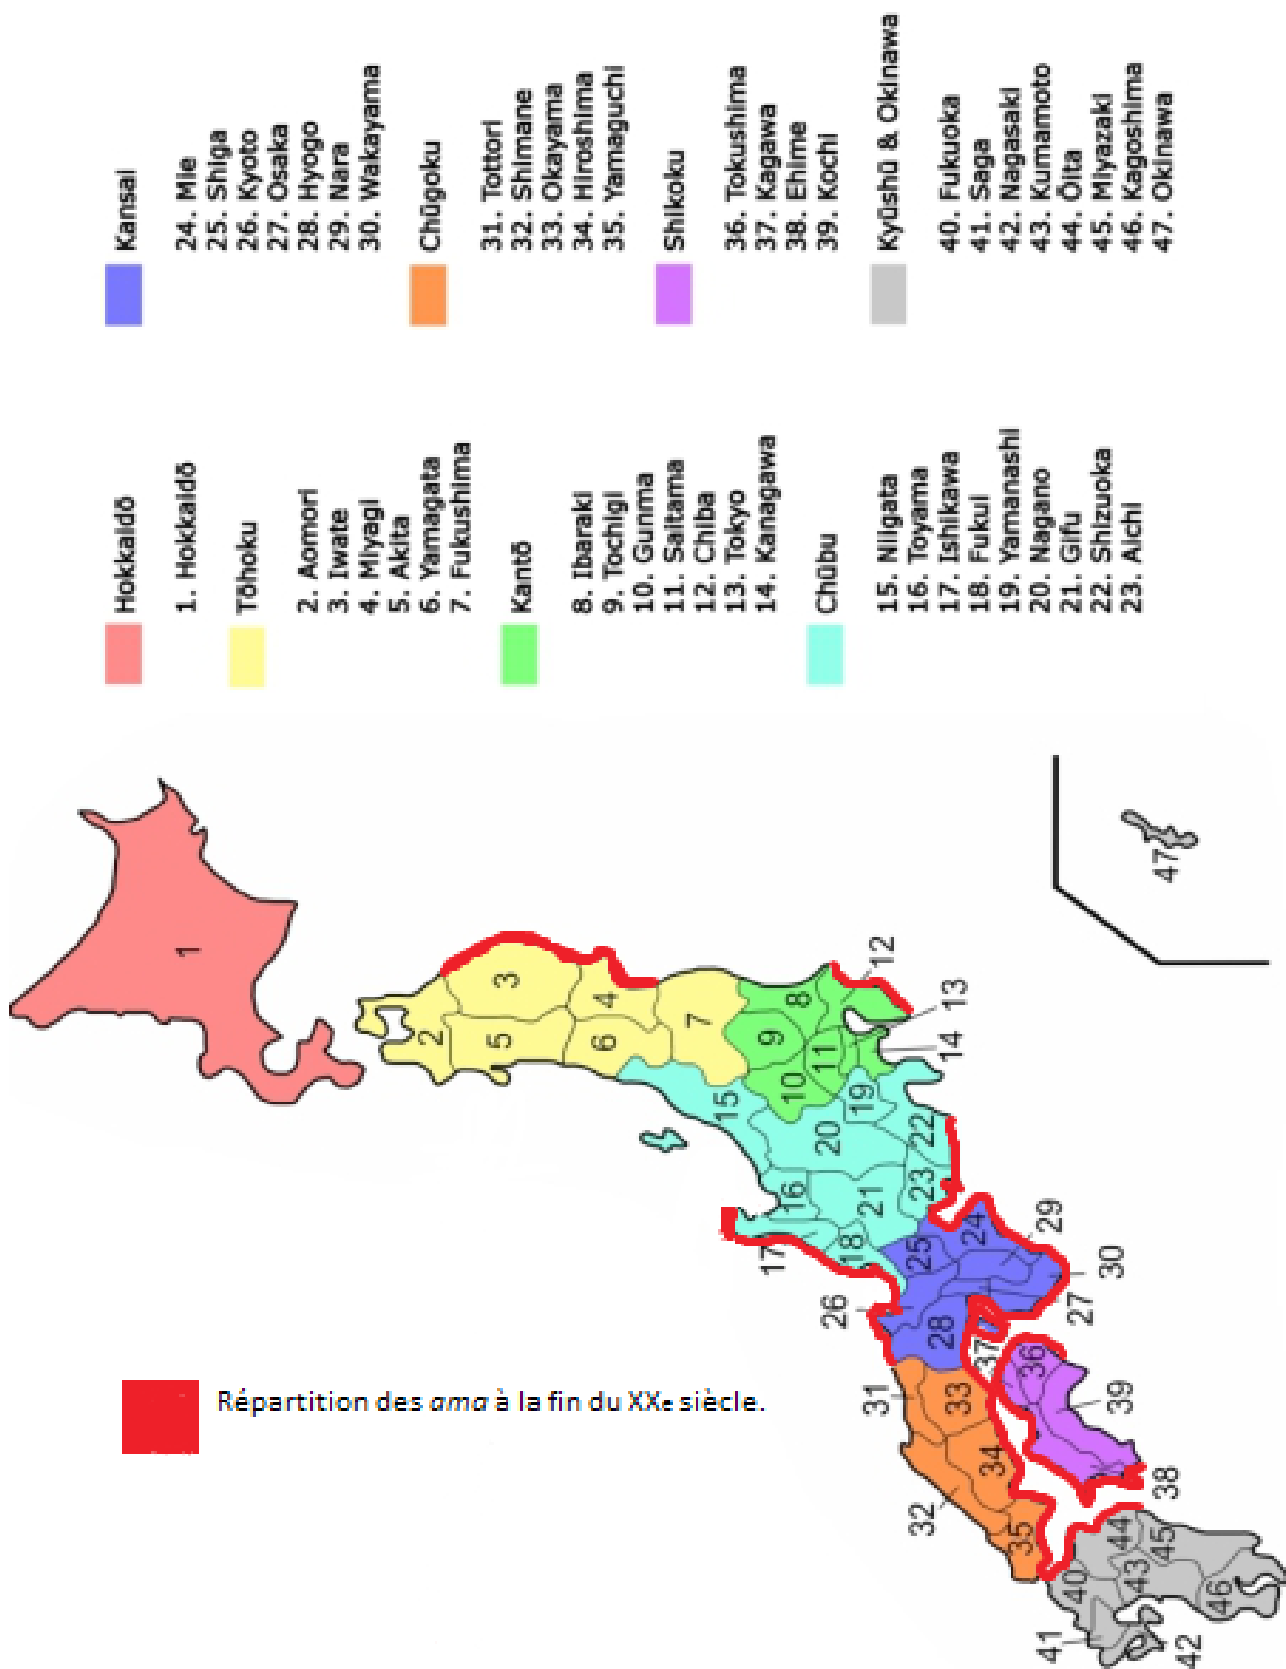 Hokkaidō
1. Hokkaidō
Tōhoku
2. Aomori
3. Iwate
4. Miyagi
5. Akita
6. Yamagata
7. Fukushima
Kantō
8. Ibaraki
9. Tochigi
10. Gunma
11. Saitama
12. Chiba
13. Tokyo
14. Kanagawa
Chūbu
15. Niigata
16. Toyama
17. Ishikawa
18. Fukui
19. Yamanashi
20. Nagano
21. Gifu
22. Shizuoka
23. Aichi
Kansai
24. Mie
25. Shiga
26. Kyoto
27. Osaka
28. Hyogo
29. Nara
30. Wakayama
Chūgoku
31. Tottori
32. Shimane
33. Okayama
34. Hiroshima
35. Yamaguchi
Shikoku
36. Tokushima
37. Kagawa
38. Ehime
39. Kochi
Kyūshū & Okinawa
40. Fukuoka
41. Saga
42. Nagasaki
43. Kumamoto
44. Ōita
45. Miyazaki
46. Kagoshima
47. Okinawa
1
2
3
5
4
6
7
15
8
9
10
11
12
13
14
19
20
22
16
21
23
17
18
25
24
29
30
27
26
28
37
36
39
31
33
34
32
35
38
44
45
40
43
46
41
42
47
Répartition des ama à la fin du XXe siècle.